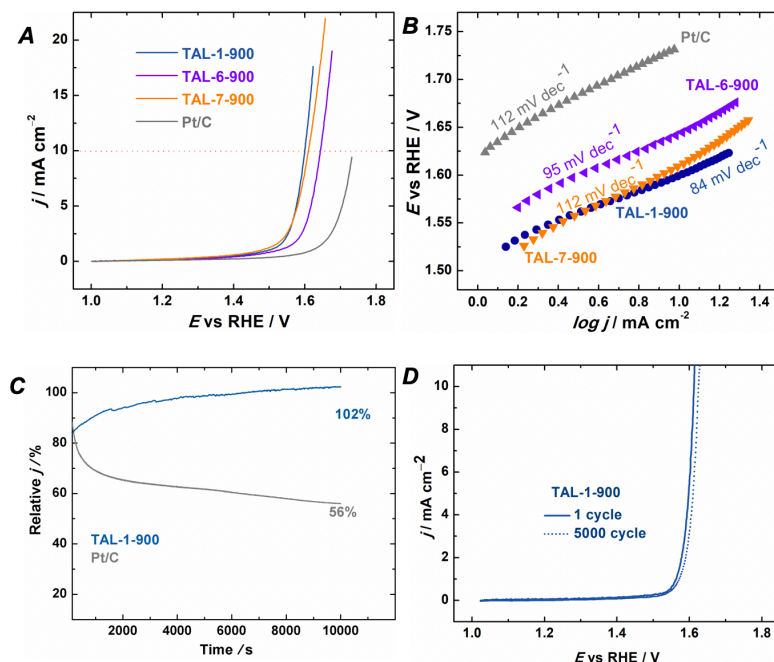 A
TAL-1-900
TAL-6-900
TAL-7-900
Pt/C
j / mA cm⁻²
20
15
10
5
0
1.0 1.2 1.4 1.6 1.8
E vs RHE / V
B
Pt/C
112 mV dec⁻¹
TAL-6-900
95 mV dec⁻¹
112 mV dec⁻¹
TAL-1-900
84 mV dec⁻¹
TAL-7-900
E vs RHE / V
1.75
1.70
1.65
1.60
1.55
1.50
0.0 0.2 0.4 0.6 0.8 1.0 1.2 1.4
log j / mA cm⁻²
C
102%
56%
TAL-1-900
Pt/C
Relative j / %
100
80
60
40
20
2000 4000 6000 8000 10000
Time / s
D
TAL-1-900
1 cycle
5000 cycle
j / mA cm⁻²
10
8
6
4
2
0
1.0 1.2 1.4 1.6 1.8
E vs RHE / V